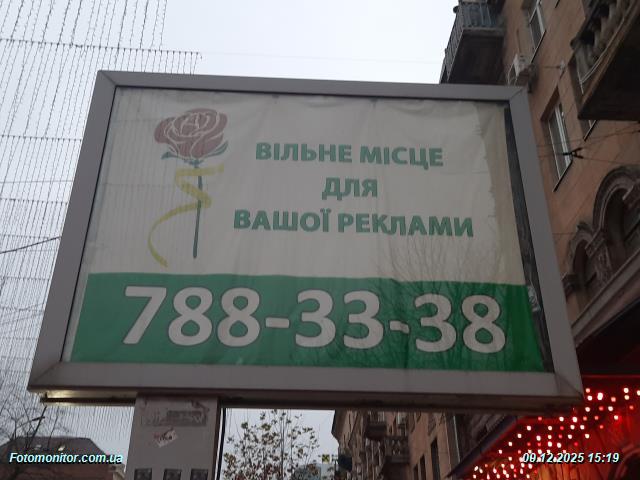 ВІЛЬНЕ МІСЦЕ
ДЛЯ
ВАШОЇ РЕКЛАМИ
788-33-38
Fotomonitor.com.ua
09.12.2025 15:19